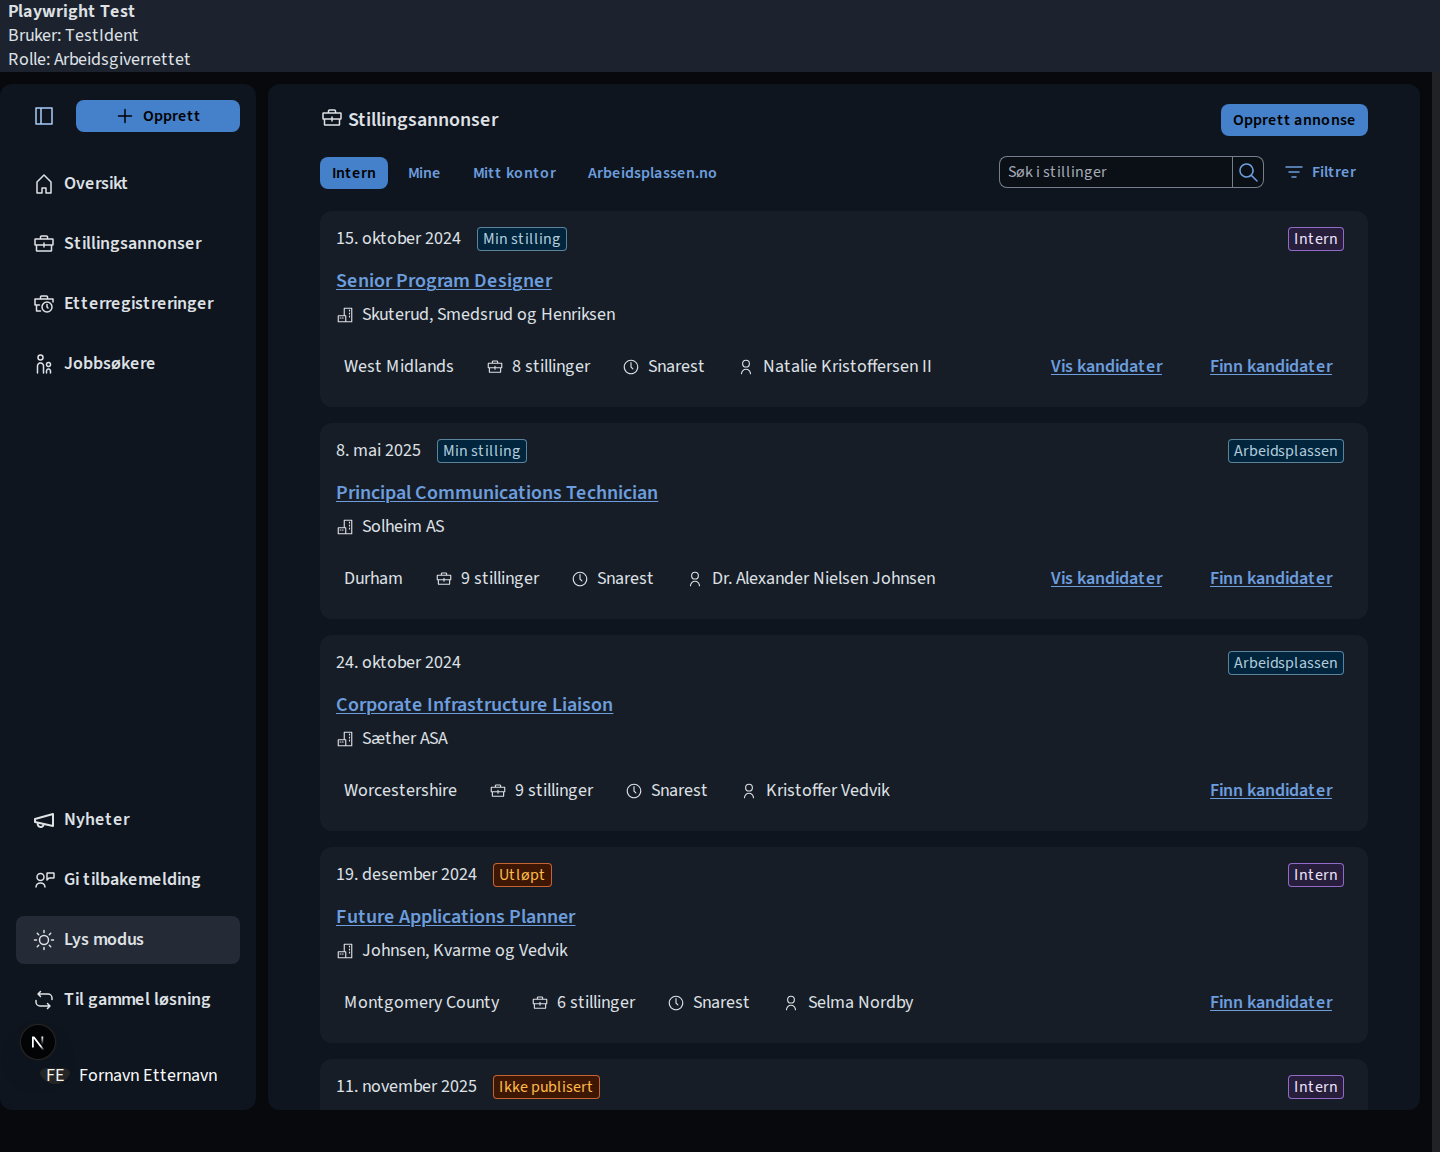 Playwright Test
Bruker: TestIdent
Rolle: Arbeidsgiverrettet
Opprett
Oversikt
Stillingsannonser
Etterregistreringer
Jobbsøkere
Nyheter
Gi tilbakemelding
Lys modus
Til gammel løsning
N
FE Fornavn Etternavn
Stillingsannonser
Opprett annonse
Intern Mine Mitt kontor Arbeidsplassen.no
Søk i stillinger
Filtrer
15. oktober 2024 Min stilling Intern
Senior Program Designer
Skuterud, Smedsrud og Henriksen
West Midlands 8 stillinger Snarest Natalie Kristoffersen II Vis kandidater Finn kandidater
8. mai 2025 Min stilling Arbeidsplassen
Principal Communications Technician
Solheim AS
Durham 9 stillinger Snarest Dr. Alexander Nielsen Johnsen Vis kandidater Finn kandidater
24. oktober 2024 Arbeidsplassen
Corporate Infrastructure Liaison
Sæther ASA
Worcestershire 9 stillinger Snarest Kristoffer Vedvik Finn kandidater
19. desember 2024 Utløpt Intern
Future Applications Planner
Johnsen, Kvarme og Vedvik
Montgomery County 6 stillinger Snarest Selma Nordby Finn kandidater
11. november 2025 Ikke publisert Intern